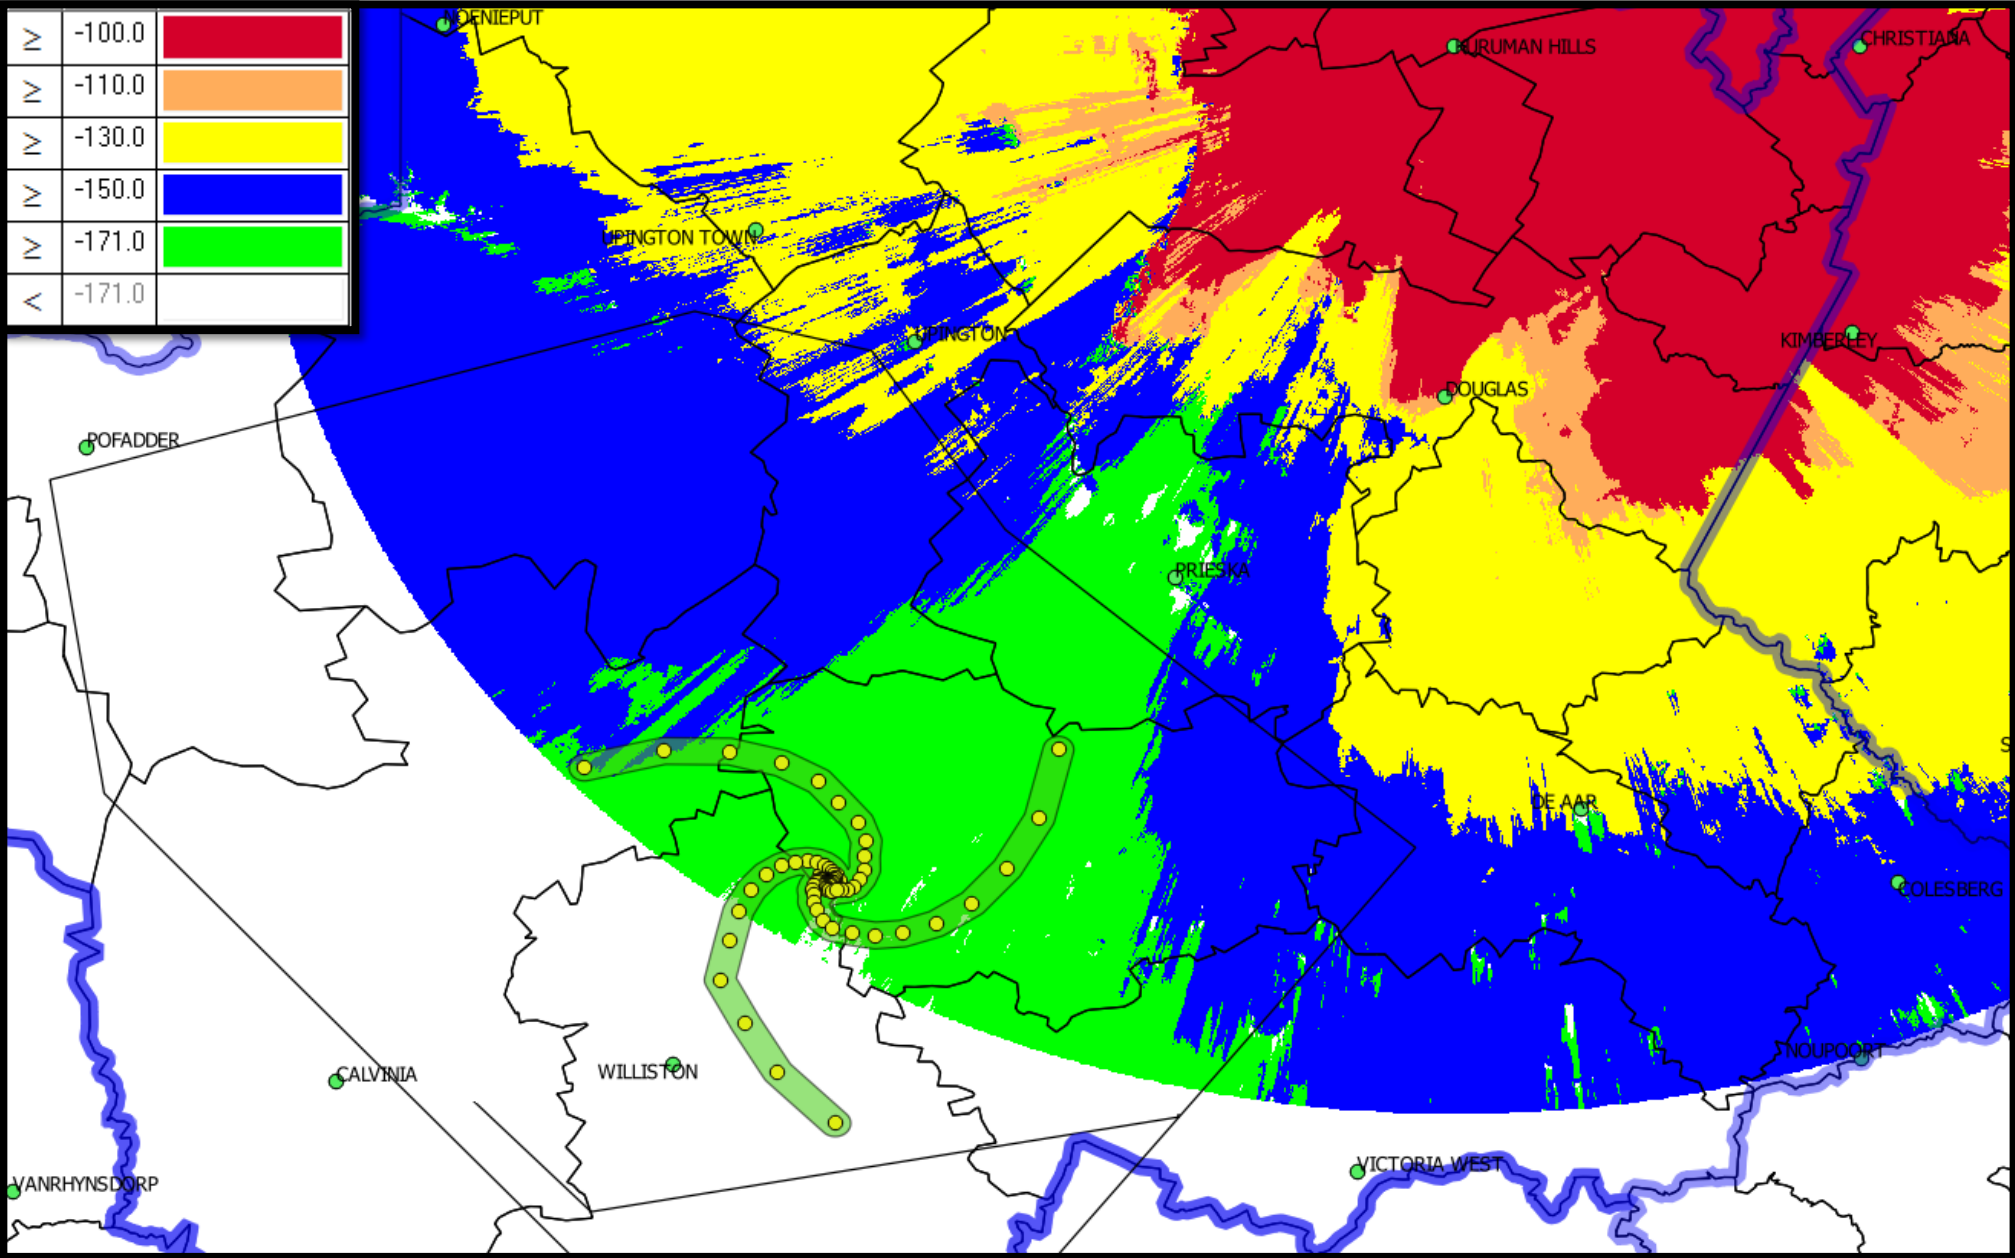 ≥ -100.0
≥ -110.0
≥ -130.0
≥ -150.0
≥ -171.0
< -171.0
NOENIEPUT
KURUMAN HILLS
CHRISTIANA
UPINGTON TOWN
UPINGTON
KIMBERLEY
DOUGLAS
POFADDER
PRIESKA
S
DE AAR
COLESBERG
NOUPOORT
CALVINIA
WILLISTON
VICTORIA WEST
VANRHYNSDORP